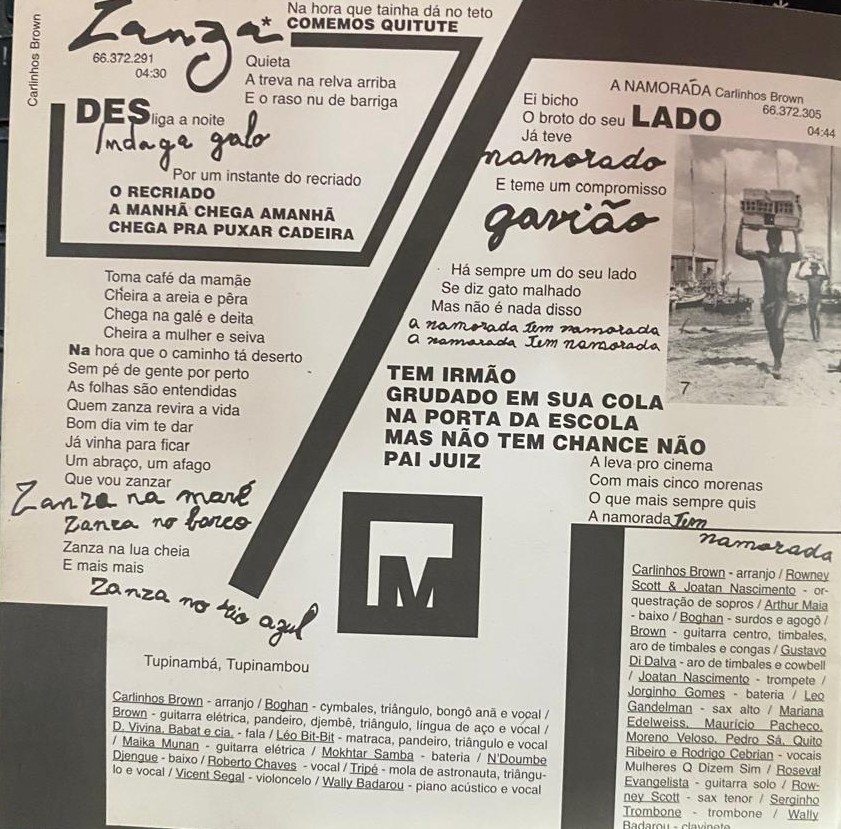 Carlinhos Brown
Zanza*
66.372.291
04:30
Na hora que tainha dá no teto
COMEMOS QUITUTE
Quieta
A treva na relva arriba
E o raso nu de barriga
DESliga a noite
Indaga galo
Por um instante do recriado
O RECRIADO
A MANHÃ CHEGA AMANHÃ
CHEGA PRA PUXAR CADEIRA
Toma café da mamãe
Cheira a areia e pêra
Chega na galé e deita
Cheira a mulher e seiva
Na hora que o caminho tá deserto
Sem pé de gente por perto
As folhas são entendidas
Quem zanza revira a vida
Bom dia vim te dar
Já vinha para ficar
Um abraço, um afago
Que vou zanzar
Zanza na maré
Zanza no barco
Zanza na lua cheia
E mais mais
Zanza no rio azul
Tupinambá, Tupinambou
Carlinhos Brown - arranjo / Boghan - cymbales, triângulo, bongô anã e vocal /
Brown - guitarra elétrica, pandeiro, djembê, triângulo, língua de aço e vocal /
D. Vivina, Babat e cia. - fala / Léo Bit-Bit - matraca, pandeiro, triângulo e vocal
/ Maika Munan - guitarra elétrica / Mokhtar Samba - bateria / N'Doumbe
Djengue - baixo / Roberto Chaves - vocal / Tripé - mola de astronauta, triângu-
lo e vocal / Vicent Segal - violoncelo / Wally Badarou - piano acústico e vocal
A NAMORADA Carlinhos Brown
66.372.305
04:44
Ei bicho
O broto do seu LADO
Já teve
namorado
E teme um compromisso
gavião
Há sempre um do seu lado
Se diz gato malhado
Mas não é nada disso
a namorada tem namorada
a namorada tem namorada
TEM IRMÃO
GRUDADO EM SUA COLA
NA PORTA DA ESCOLA
MAS NÃO TEM CHANCE NÃO
PAI JUIZ
A leva pro cinema
Com mais cinco morenas
O que mais sempre quis
A namorada tem
namorada
7
M
Carlinhos Brown - arranjo / Rowney
Scott & Joatan Nascimento - or-
questração de sopros / Arthur Maia
- baixo / Boghan - surdos e agogô /
Brown - guitarra centro, timbales,
aro de timbales e congas / Gustavo
Di Dalva - aro de timbales e cowbell
/ Joatan Nascimento - trompete /
Jorginho Gomes - bateria / Leo
Gandelman - sax alto / Mariana
Edelweiss, Maurício Pacheco,
Moreno Veloso, Pedro Sá, Quito
Ribeiro e Rodrigo Cebrian - vocais
Mulheres Q Dizem Sim / Roseval
Evangelista - guitarra solo / Row-
ney Scott - sax tenor / Serginho
Trombone - trombone / Wally
Badarou - clavinete